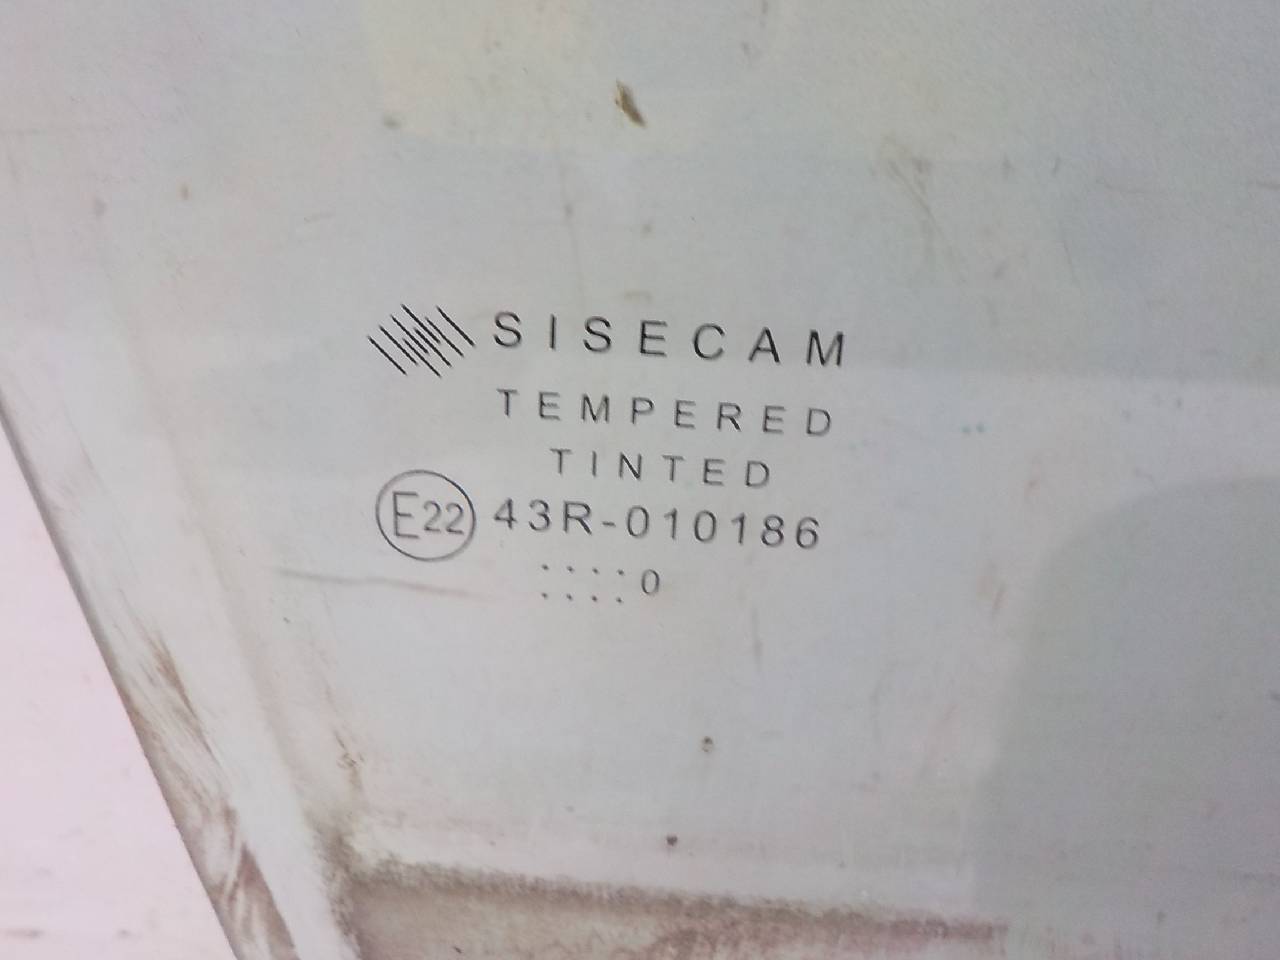 SISECAM
TEMPERED
TINTED
E22 43R-010186
: : : : 0